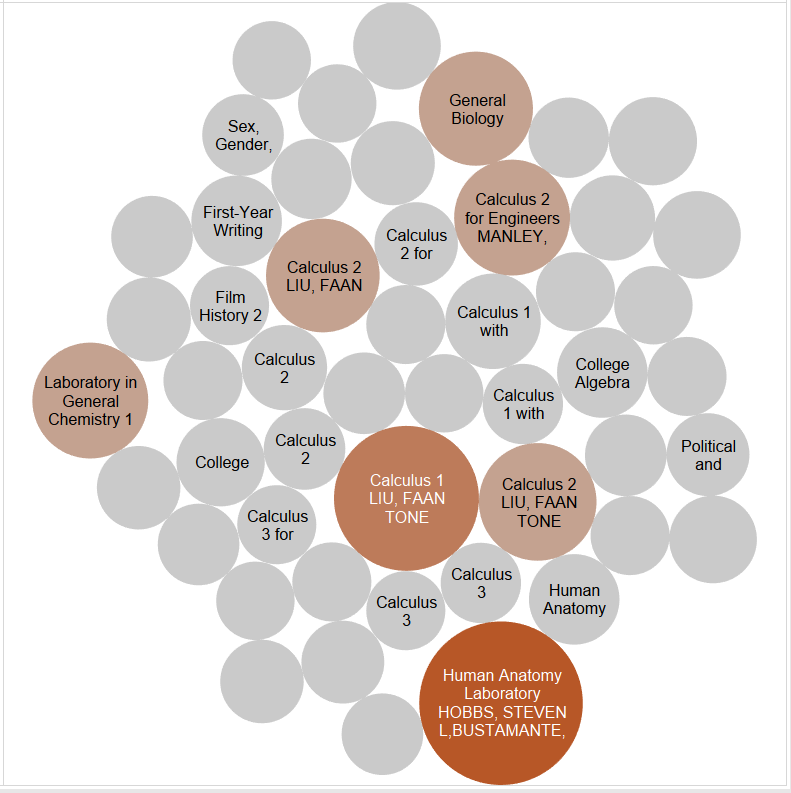 General
Biology
Sex,
Gender,
Calculus 2
for Engineers
MANLEY,
First-Year
Writing
Calculus
2 for
Calculus 2
LIU, FAAN
Film
History 2
Calculus 1
with
Calculus
2
College
Algebra
Laboratory in
General
Chemistry 1
Calculus
1 with
Calculus
2
Political
and
College
Calculus 1
LIU, FAAN
TONE
Calculus 2
LIU, FAAN
TONE
Calculus
3 for
Calculus
3
Human
Anatomy
Calculus
3
Human Anatomy
Laboratory
HOBBS, STEVEN
L,BUSTAMANTE,